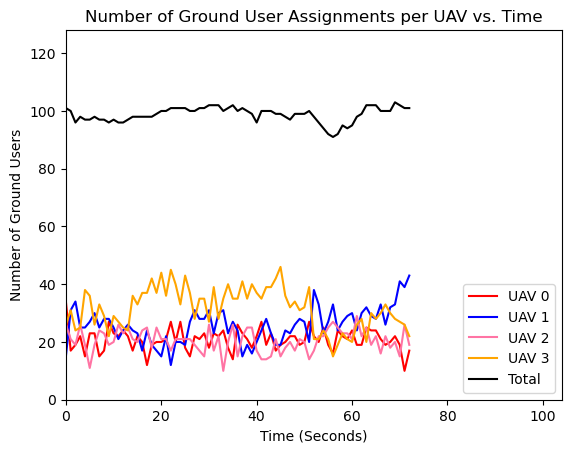 Number of Ground User Assignments per UAV vs. Time
Number of Ground Users
120
100
80
60
40
20
0
0 20 40 60 80 100
Time (Seconds)
UAV 0
UAV 1
UAV 2
UAV 3
Total